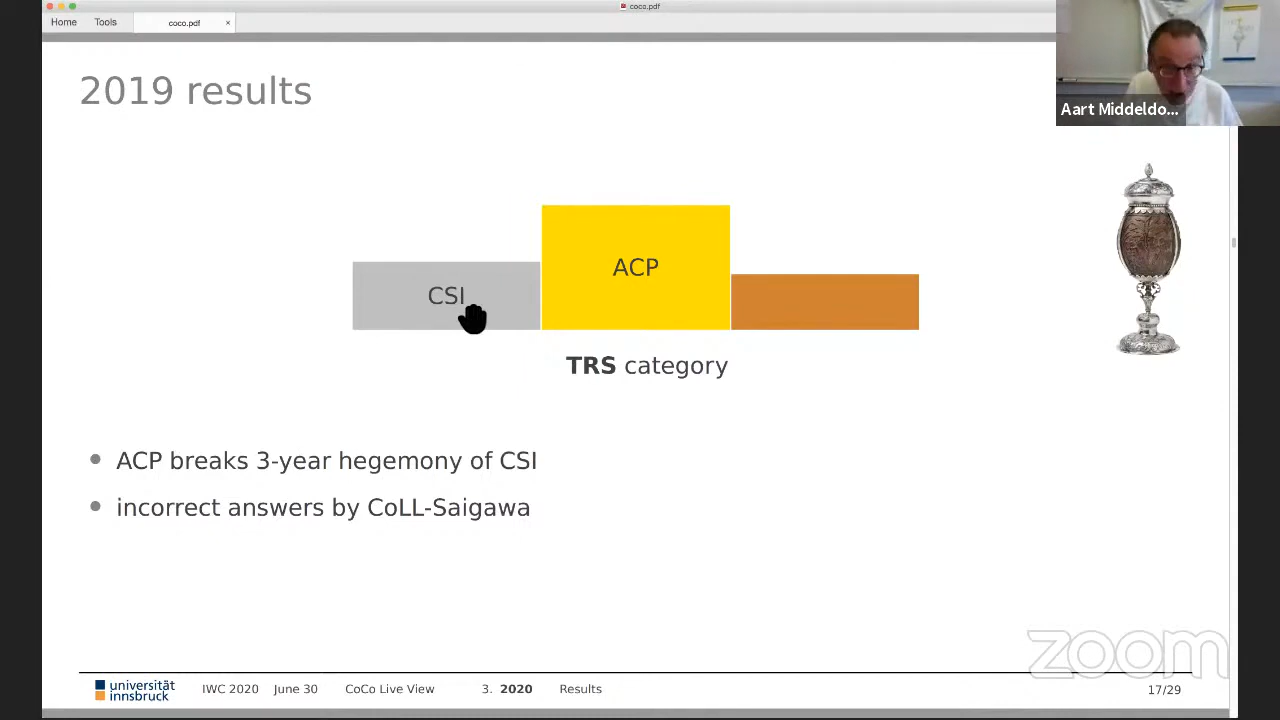 coco.pdf
Home Tools coco.pdf ×
Aart Middeldo...
2019 results
ACP
CSI
TRS category
• ACP breaks 3-year hegemony of CSI
• incorrect answers by CoLL-Saigawa
zoom
universität
innsbruck
IWC 2020 June 30 CoCo Live View 3. 2020 Results 17/29